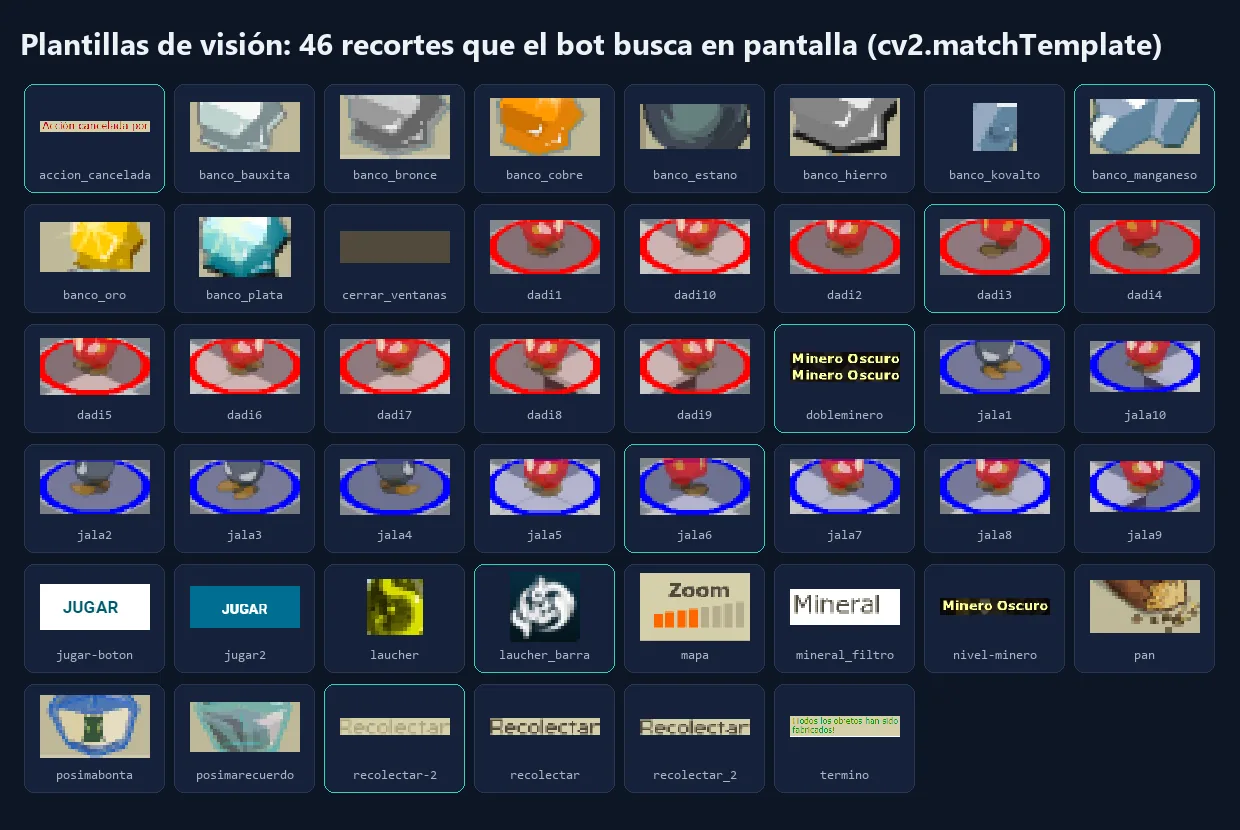 Plantillas de visión: 46 recortes que el bot busca en pantalla (cv2.matchTemplate)
Acción cancelada por
accion_cancelada
banco_bauxita
banco_bronce
banco_cobre
banco_estano
banco_hierro
banco_kovalto
banco_manganeso
banco_oro
banco_plata
cerrar_ventanas
dadi1
dadi10
dadi2
dadi3
dadi4
dadi5
dadi6
dadi7
dadi8
dadi9
Minero Oscuro
Minero Oscuro
dobleminero
jala1
jala10
jala2
jala3
jala4
jala5
jala6
jala7
jala8
jala9
JUGAR
jugar-boton
JUGAR
jugar2
laucher
laucher_barra
Zoom
mapa
Mineral
mineral_filtro
Minero Oscuro
nivel-minero
pan
posimabonta
posimarecuerdo
Recolectar
recolectar-2
Recolectar
recolectar
Recolectar
recolectar_2
¡Todos los objetos han sido
fabricados!
termino